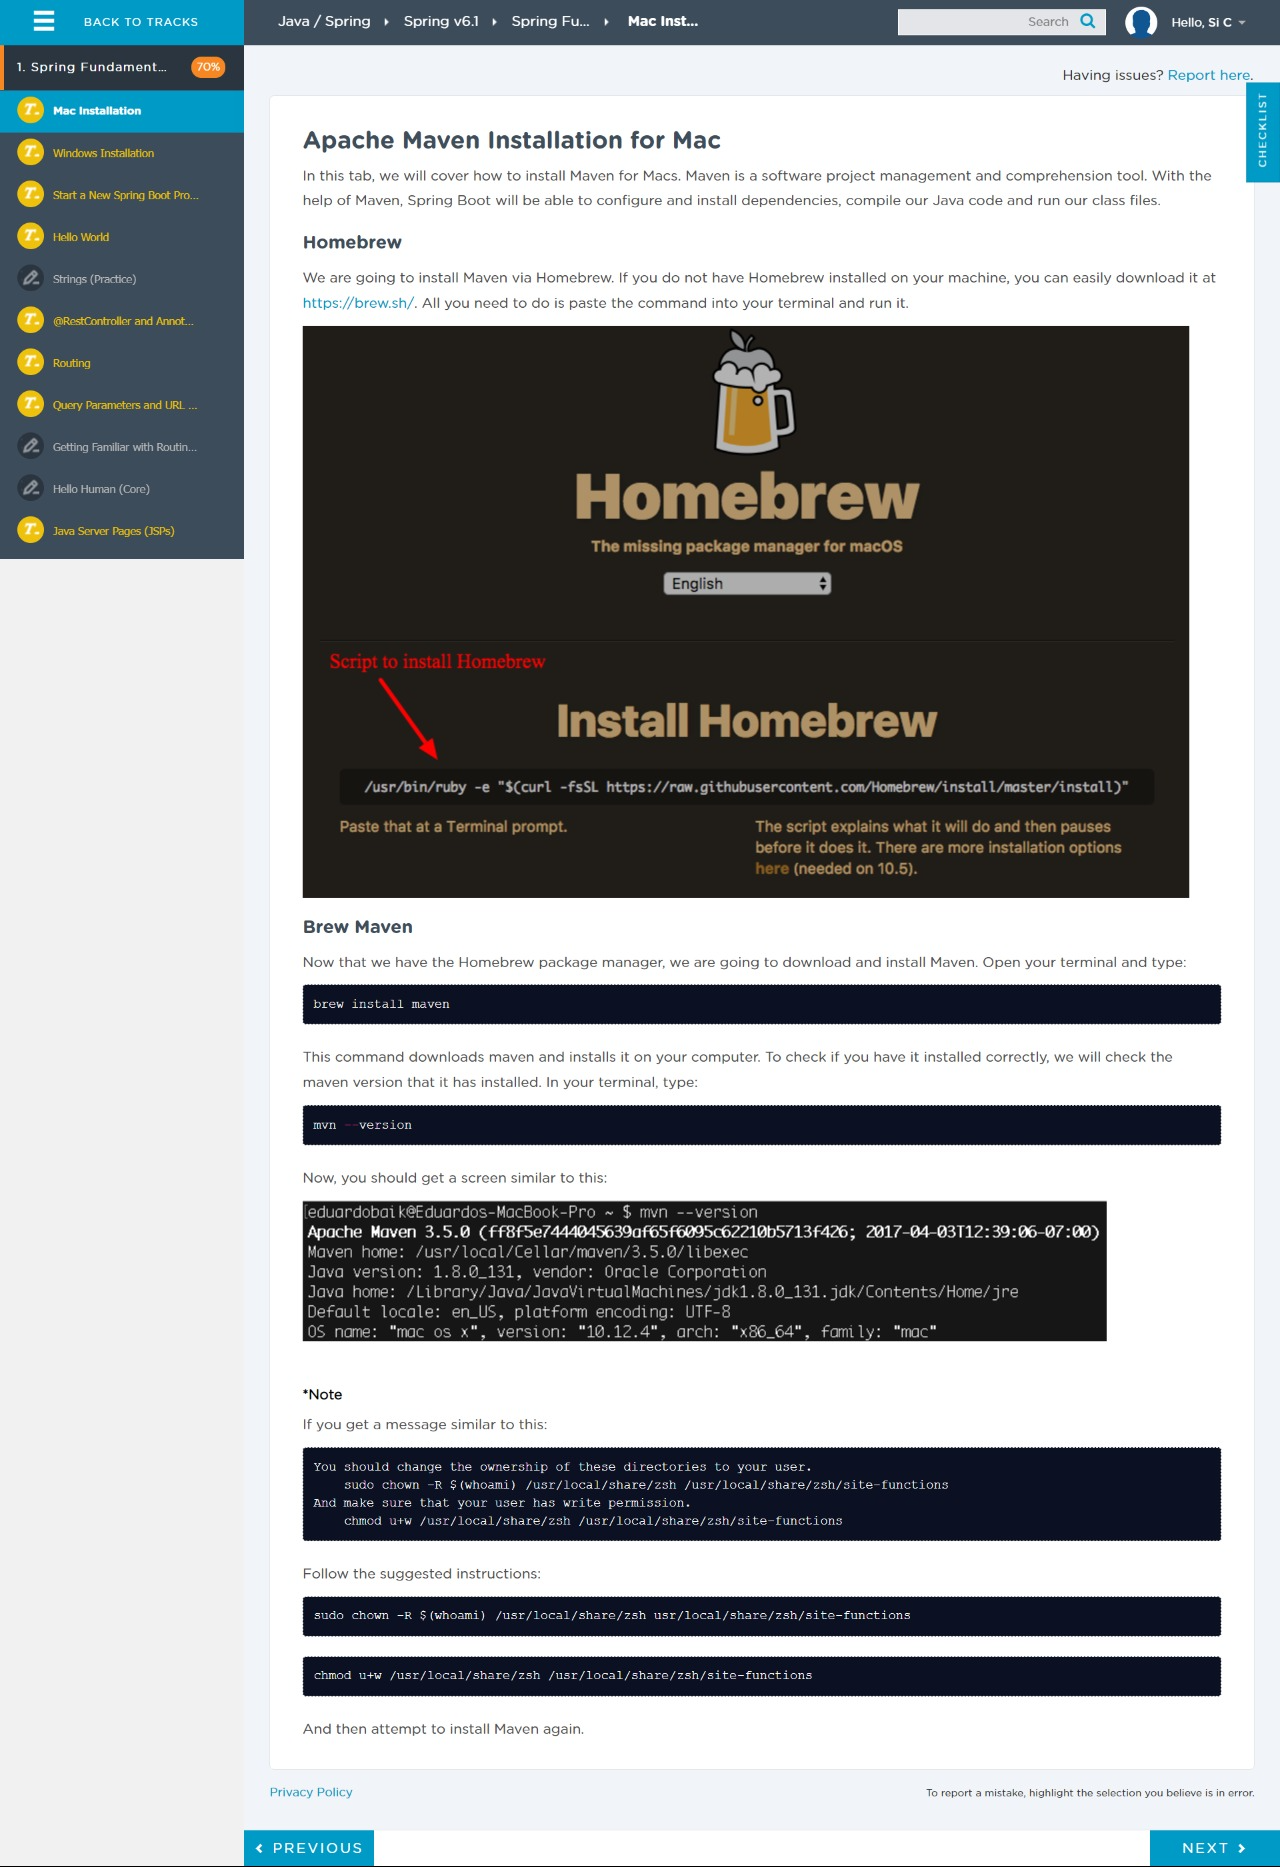 BACK TO TRACKS
Java / Spring
Spring v6.1
Spring Fu...
Mac Inst...
Search
Hello, Si C
1. Spring Fundament...
70%
Mac Installation
Windows Installation
Start a New Spring Boot Pro...
Hello World
Strings (Practice)
@RestController and Annot...
Routing
Query Parameters and URL ...
Getting Familiar with Routin...
Hello Human (Core)
Java Server Pages (JSPs)
Having issues? Report here.
CHECKLIST
Apache Maven Installation for Mac
In this tab, we will cover how to install Maven for Macs. Maven is a software project management and comprehension tool. With the
help of Maven, Spring Boot will be able to configure and install dependencies, compile our Java code and run our class files.
Homebrew
We are going to install Maven via Homebrew. If you do not have Homebrew installed on your machine, you can easily download it at
https://brew.sh/. All you need to do is paste the command into your terminal and run it.
Homebrew
The missing package manager for macOS
English
Script to install Homebrew
Install Homebrew
/usr/bin/ruby -e "$(curl -fsSL https://raw.githubusercontent.com/Homebrew/install/master/install)"
Paste that at a Terminal prompt.
The script explains what it will do and then pauses
before it does it. There are more installation options
here (needed on 10.5).
Brew Maven
Now that we have the Homebrew package manager, we are going to download and install Maven. Open your terminal and type:
brew install maven
This command downloads maven and installs it on your computer. To check if you have it installed correctly, we will check the
maven version that it has installed. In your terminal, type:
mvn --version
Now, you should get a screen similar to this:
[eduardobaik@Eduardos-MacBook-Pro ~ $ mvn --version
Apache Maven 3.5.0 (ff8f5e7444045639af65f6095c62210b5713f426; 2017-04-03T12:39:06-07:00)
Maven home: /usr/local/Cellar/maven/3.5.0/libexec
Java version: 1.8.0_131, vendor: Oracle Corporation
Java home: /Library/Java/JavaVirtualMachines/jdk1.8.0_131.jdk/Contents/Home/jre
Default locale: en_US, platform encoding: UTF-8
OS name: "mac os x", version: "10.12.4", arch: "x86_64", family: "mac"
*Note
If you get a message similar to this:
You should change the ownership of these directories to your user.
sudo chown -R $(whoami) /usr/local/share/zsh /usr/local/share/zsh/site-functions
And make sure that your user has write permission.
chmod u+w /usr/local/share/zsh /usr/local/share/zsh/site-functions
Follow the suggested instructions:
sudo chown -R $(whoami) /usr/local/share/zsh usr/local/share/zsh/site-functions
chmod u+w /usr/local/share/zsh /usr/local/share/zsh/site-functions
And then attempt to install Maven again.
Privacy Policy
To report a mistake, highlight the selection you believe is in error.
PREVIOUS
NEXT